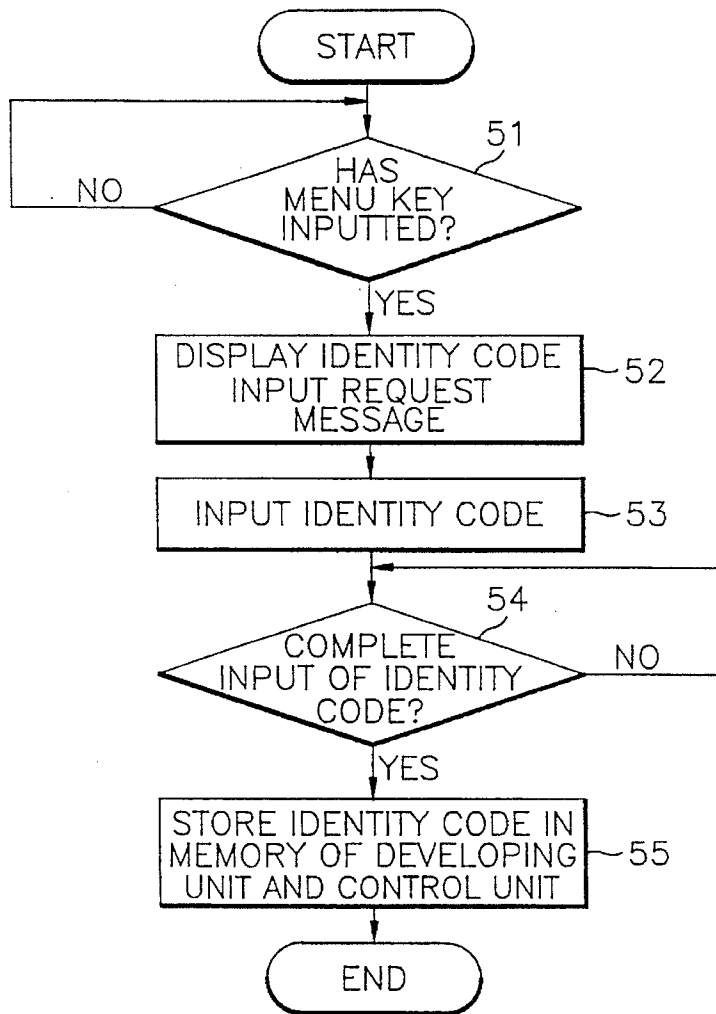 START
51
HAS
MENU KEY
INPUTTED?
NO
YES
DISPLAY IDENTITY CODE
INPUT REQUEST
MESSAGE
52
INPUT IDENTITY CODE
53
54
COMPLETE
INPUT OF IDENTITY
CODE?
NO
YES
STORE IDENTITY CODE IN
MEMORY OF DEVELOPING
UNIT AND CONTROL UNIT
55
END